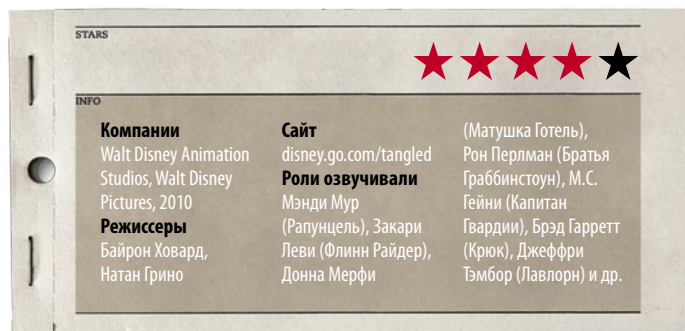 STARS
INFO
Компании
Walt Disney Animation
Studios, Walt Disney
Pictures, 2010
Режиссеры
Байрон Ховард,
Натан Грино
Сайт
disney.go.com/tangled
Роли озвучивали
Мэнди Мур
(Рапунцель), Закари
Леви (Флинн Райдер),
Донна Мерфи
(Матушка Готель),
Рон Перлман (Братья
Граббинстоун), М.С.
Гейни (Капитан
Гвардии), Брэд Гарретт
(Крюк), Джеффри
Тэмбор (Лавлорн) и др.